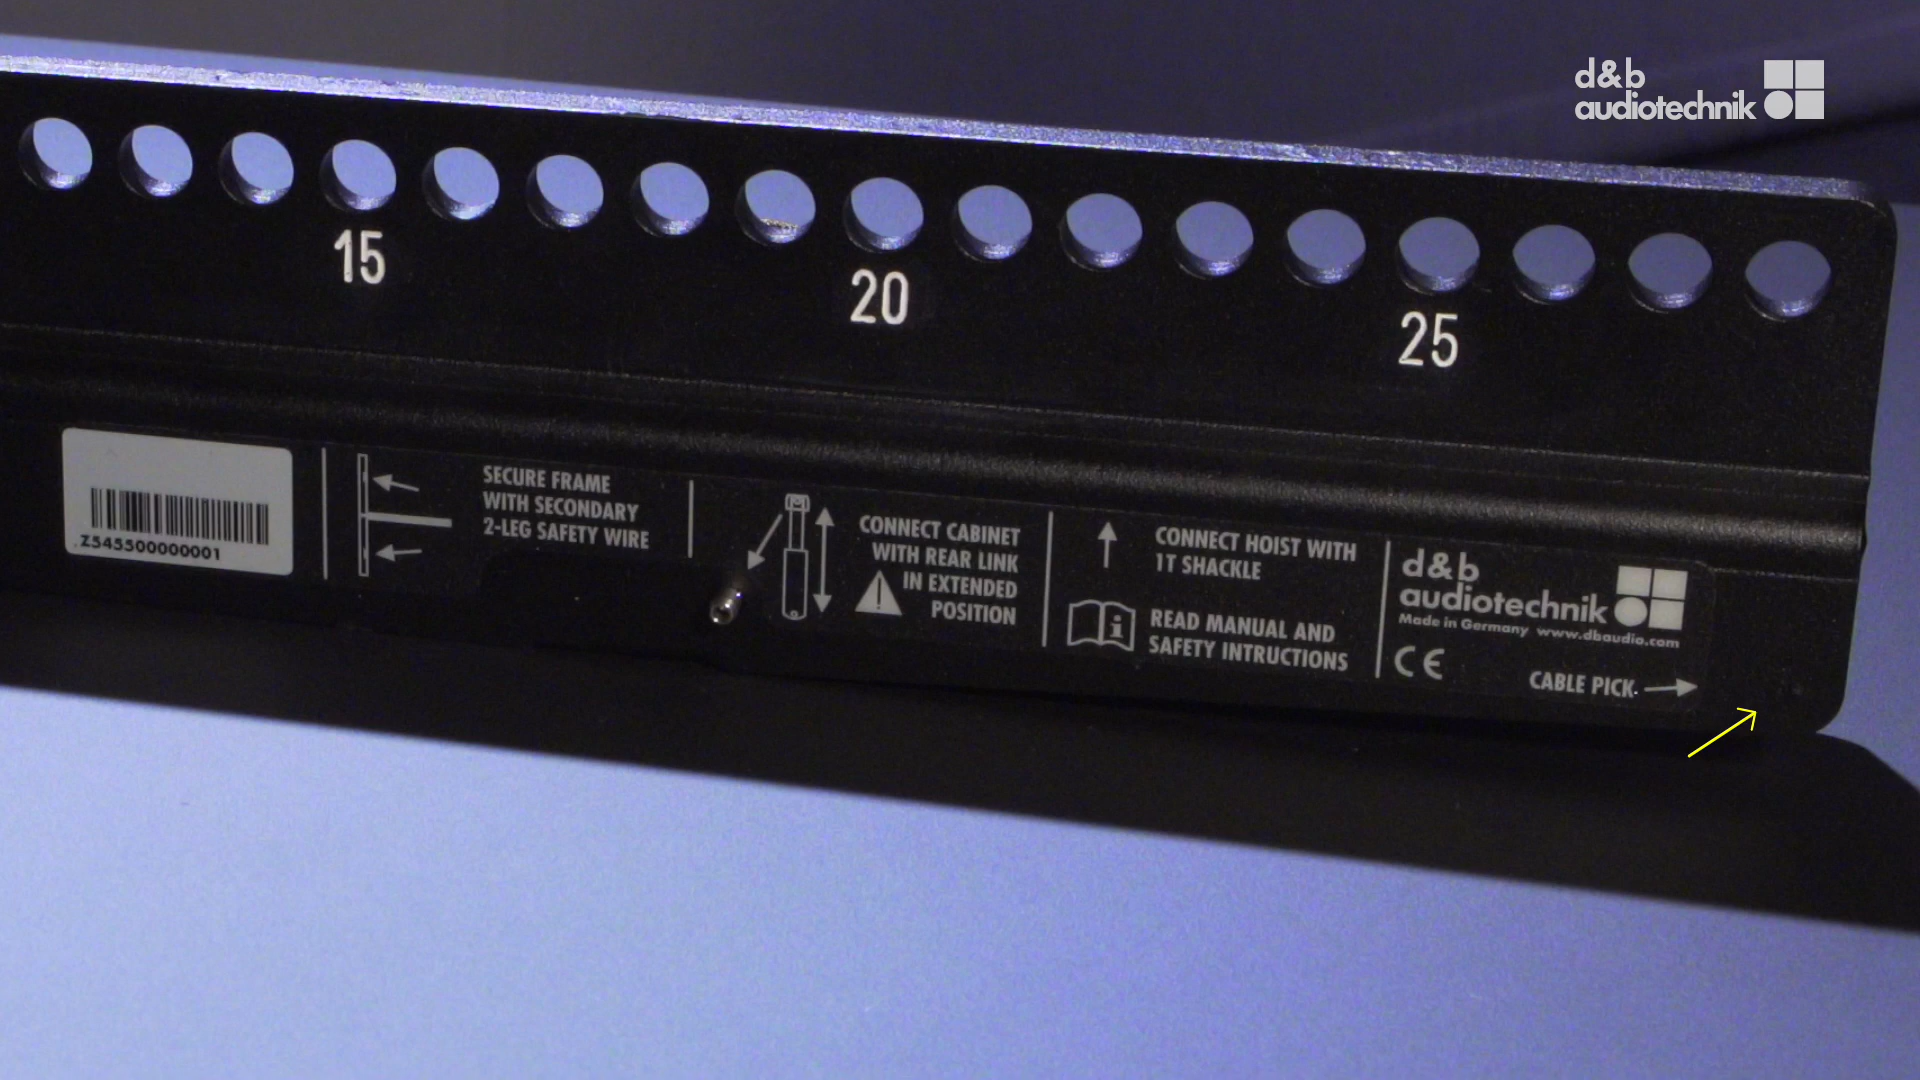 d&b
audiotechnik
15
20
25
Z545500000001
SECURE FRAME
WITH SECONDARY
2-LEG SAFETY WIRE
CONNECT CABINET
WITH REAR LINK
IN EXTENDED
POSITION
CONNECT HOIST WITH
1T SHACKLE
READ MANUAL AND
SAFETY INTRUCTIONS
d&b
audiotechnik
Made in Germany www.dbaudio.com
CE
CABLE PICK